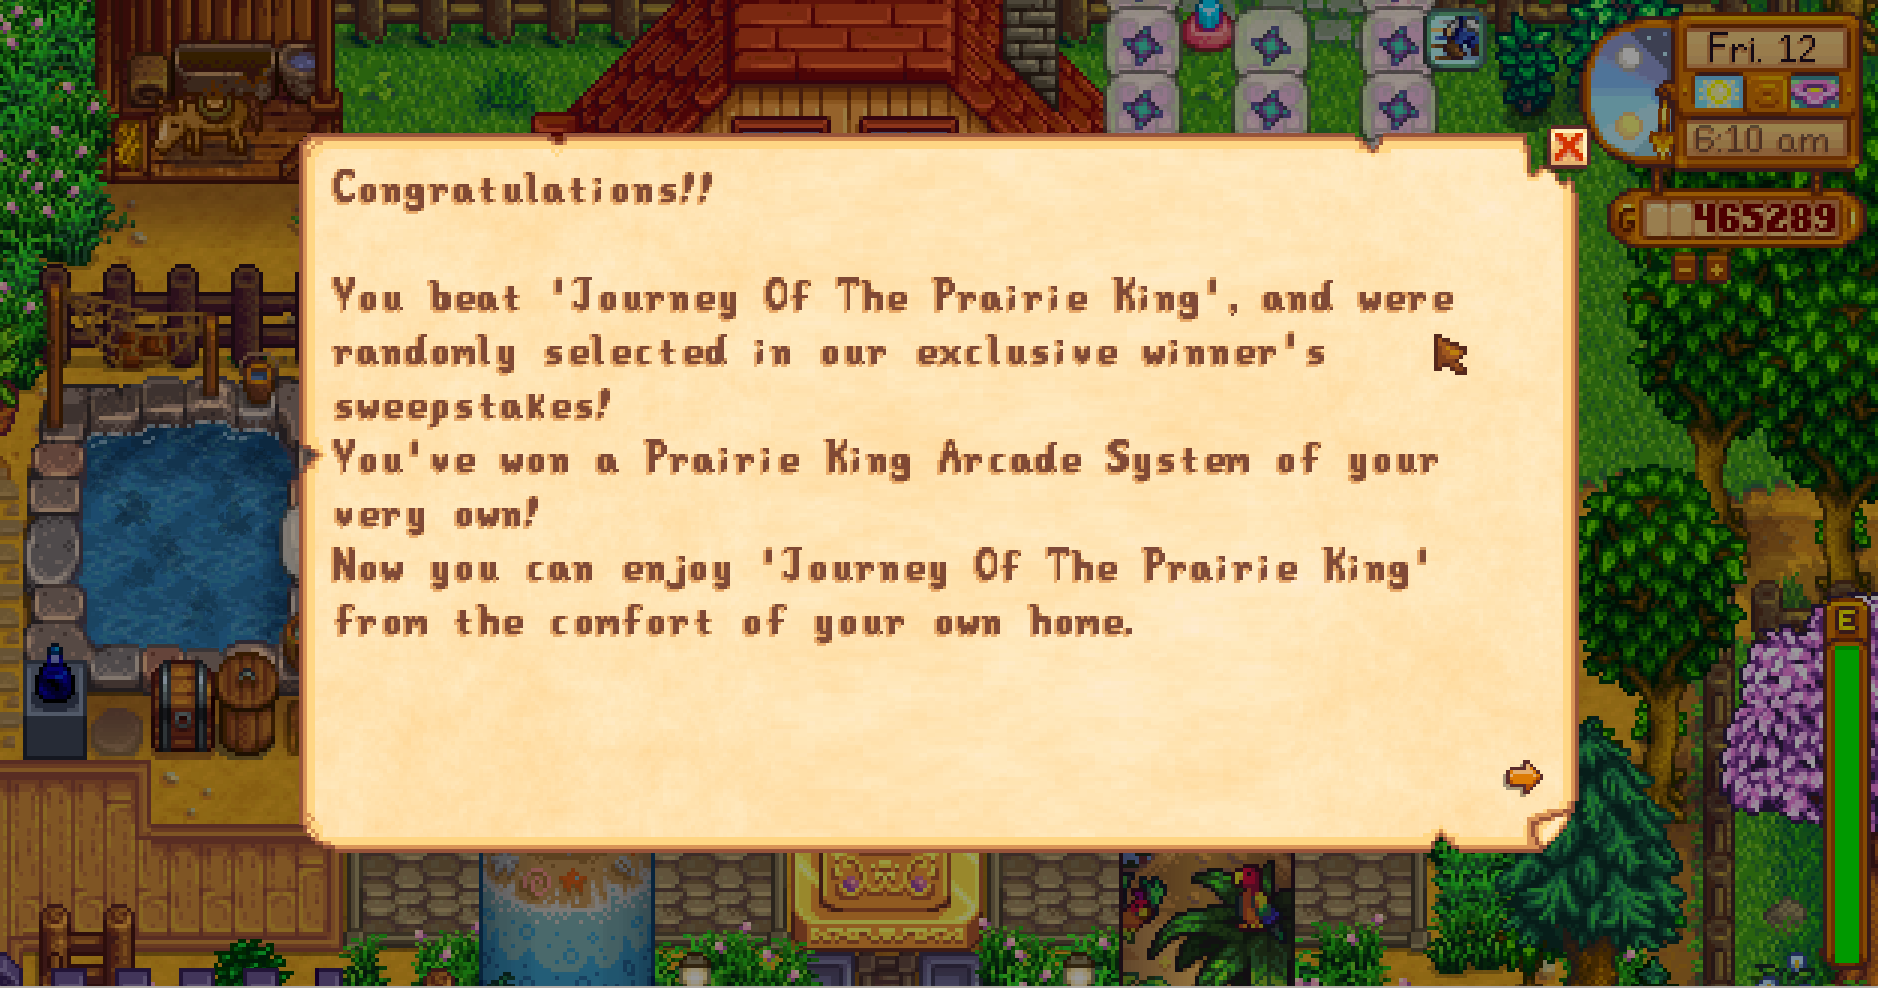 Fri. 12
6:10 am
465289
Congratulations!!
You beat 'Journey Of The Prairie King', and were
randomly selected in our exclusive winner's
sweepstakes!
You've won a Prairie King Arcade System of your
very own!
Now you can enjoy 'Journey Of The Prairie King'
from the comfort of your own home.
E